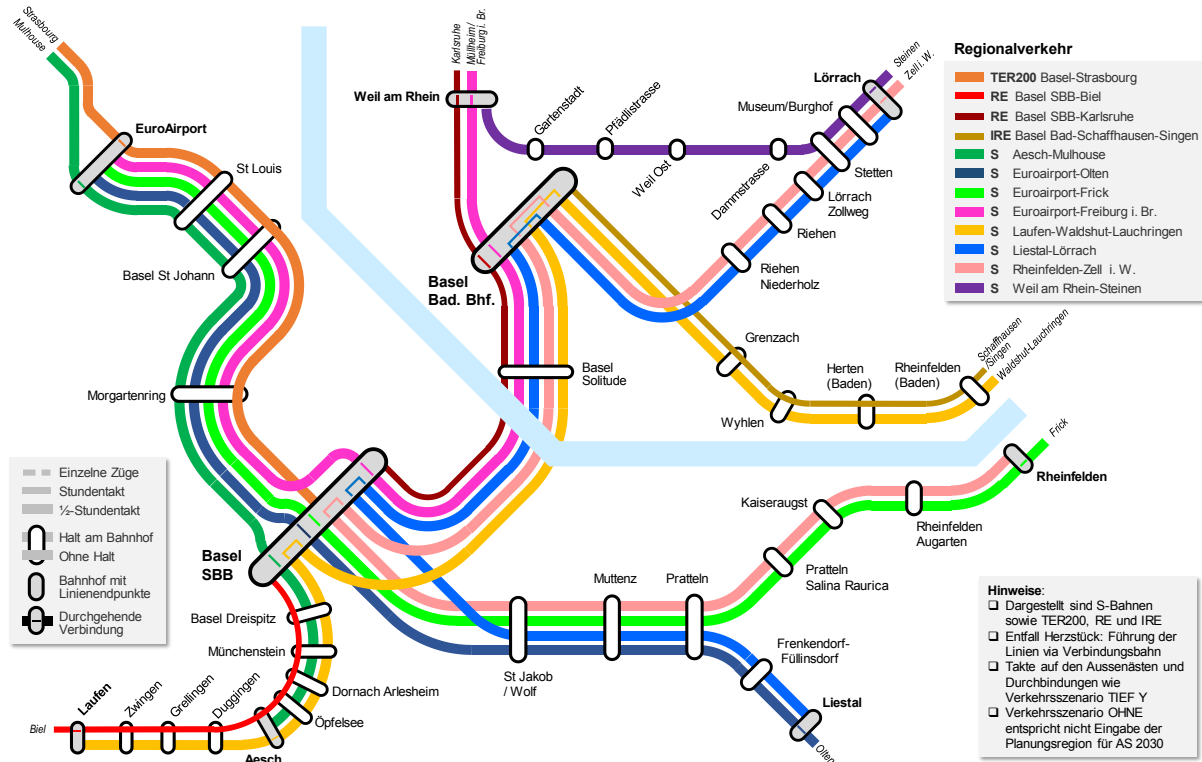 Strasbourg
Mulhouse
EuroAirport
St Louis
Basel St Johann
Morgartenring
Karlsruhe
Müllheim/
Freiburg i. Br.
Weil am Rhein
Gartenstadt
Pfädlistrasse
Weil Ost
Dammstrasse
Lörrach
Museum/Burghof
Steinen
Zell i. W.
Stetten
Lörrach
Zollweg
Riehen
Riehen
Niederholz
Basel
Bad. Bhf.
Basel
Solitude
Grenzach
Wyhlen
Herten
(Baden)
Rheinfelden
(Baden)
Schaffhausen
/Singen
Waldshut-Lauchringen
Frick
Rheinfelden
Kaiseraugst
Rheinfelden
Augarten
Pratteln
Salina Raurica
Muttenz
Pratteln
St Jakob
/ Wolf
Frenkendorf-
Füllinsdorf
Liestal
Olten
Basel
SBB
Basel Dreispitz
Münchenstein
Dornach Arlesheim
Öpfelsee
Aesch
Duggingen
Grellingen
Zwingen
Laufen
Biel
Regionalverkehr
TER200 Basel-Strasbourg
RE Basel SBB-Biel
RE Basel SBB-Karlsruhe
IRE Basel Bad-Schaffhausen-Singen
S Aesch-Mulhouse
S Euroairport-Olten
S Euroairport-Frick
S Euroairport-Freiburg i. Br.
S Laufen-Waldshut-Lauchringen
S Liestal-Lörrach
S Rheinfelden-Zell i. W.
S Weil am Rhein-Steinen
Einzelne Züge
Stundentakt
½-Stundentakt
Halt am Bahnhof
Ohne Halt
Bahnhof mit
Linienendpunkte
Durchgehende
Verbindung
Hinweise:
❑ Dargestellt sind S-Bahnen
sowie TER200, RE und IRE
❑ Entfall Herzstück: Führung der
Linien via Verbindungsbahn
❑ Takte auf den Aussenästen und
Durchbindungen wie
Verkehrsszenario TIEF Y
❑ Verkehrsszenario OHNE
entspricht nicht Eingabe der
Planungsregion für AS 2030